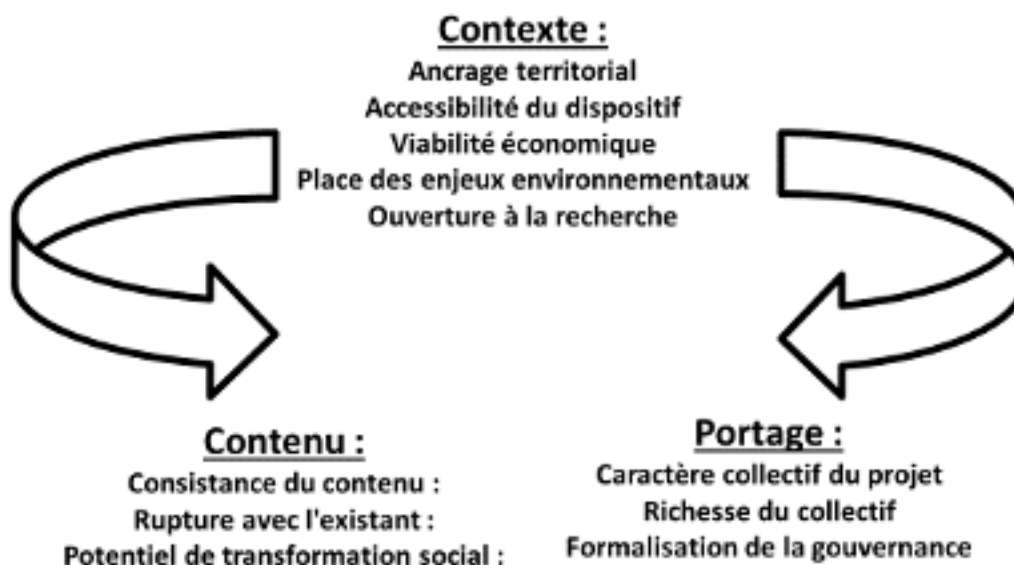 Contexte :
Ancrage territorial
Accessibilité du dispositif
Viabilité économique
Place des enjeux environnementaux
Ouverture à la recherche
Contenu :
Consistance du contenu :
Rupture avec l'existant :
Potentiel de transformation social :
Portage :
Caractère collectif du projet
Richesse du collectif
Formalisation de la gouvernance